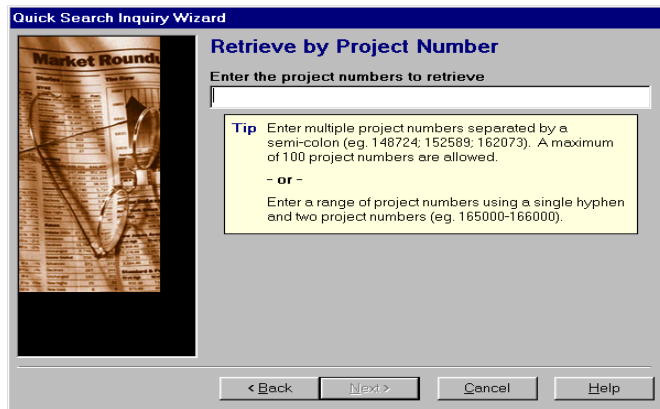 Quick Search Inquiry Wizard
Market Roundu
Retrieve by Project Number
Enter the project numbers to retrieve
Tip Enter multiple project numbers separated by a
semi-colon (eg. 148724; 152589; 162073). A maximum
of 100 project numbers are allowed.
- or -
Enter a range of project numbers using a single hyphen
and two project numbers (eg. 165000-166000).
< Back Next > Cancel Help